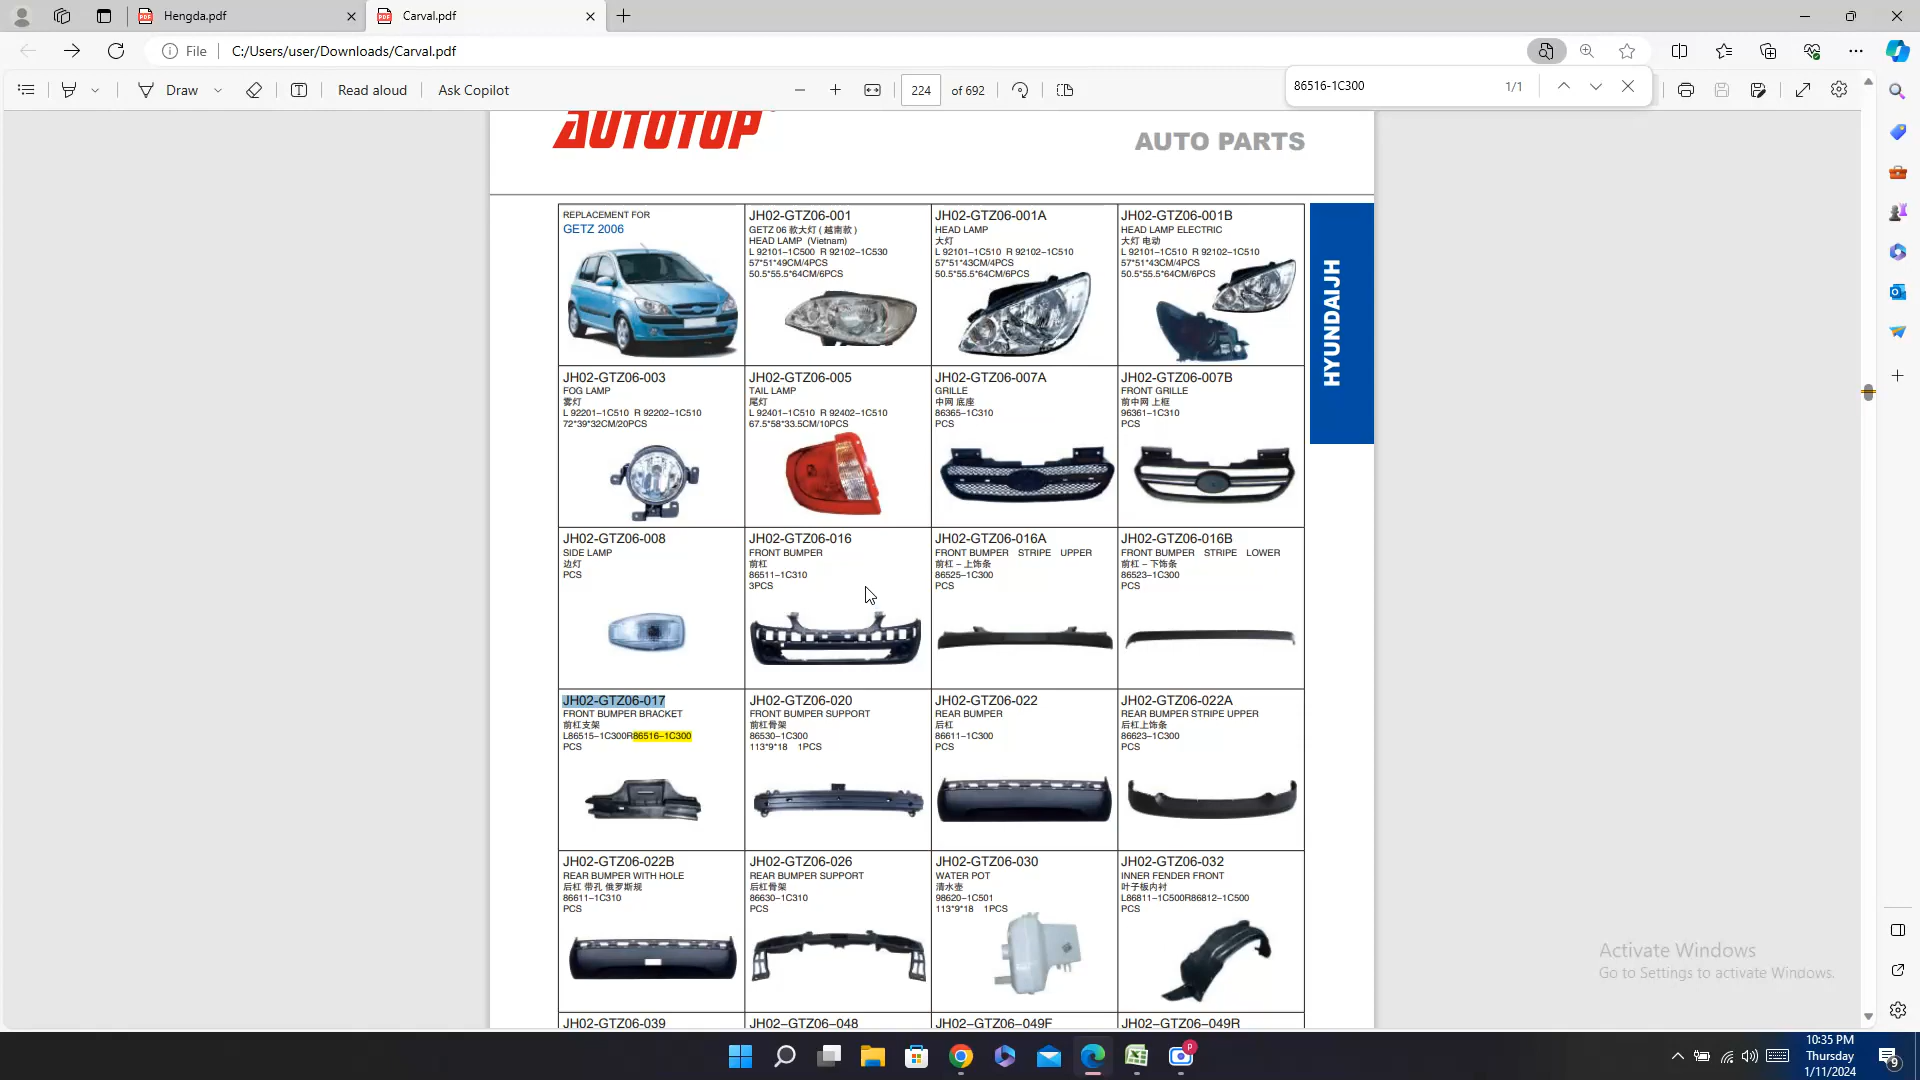 Hengda.pdf
Carval.pdf
File
C:/Users/user/Downloads/Carval.pdf
Draw
Read aloud
Ask Copilot
224
of 692
86516-1C300
1/1
AUTOTOP
AUTO PARTS
HYUNDAIJH
REPLACEMENT FOR
GETZ 2006
JH02-GTZ06-001
GETZ 06 款大灯 ( 越南款 )
HEAD LAMP (Vietnam)
L 92101-1C500 R 92102-1C530
57*51*49CM/4PCS
50.5*55.5*64CM/6PCS
JH02-GTZ06-001A
HEAD LAMP
大灯
L 92101-1C510 R 92102-1C510
57*51*43CM/4PCS
50.5*55.5*64CM/6PCS
JH02-GTZ06-001B
HEAD LAMP ELECTRIC
大灯 电动
L 92101-1C510 R 92102-1C510
57*51*43CM/4PCS
50.5*55.5*64CM/6PCS
JH02-GTZ06-003
FOG LAMP
雾灯
L 92201-1C510 R 92202-1C510
72*39*32CM/20PCS
JH02-GTZ06-005
TAIL LAMP
尾灯
L 92401-1C510 R 92402-1C510
67.5*58*33.5CM/10PCS
JH02-GTZ06-007A
GRILLE
中网 底座
86365-1C310
PCS
JH02-GTZ06-007B
FRONT GRILLE
前中网 上框
96361-1C310
PCS
JH02-GTZ06-008
SIDE LAMP
边灯
PCS
JH02-GTZ06-016
FRONT BUMPER
前杠
86511-1C310
3PCS
JH02-GTZ06-016A
FRONT BUMPER STRIPE UPPER
前杠 – 上饰条
86525-1C300
PCS
JH02-GTZ06-016B
FRONT BUMPER STRIPE LOWER
前杠 – 下饰条
86523-1C300
PCS
JH02-GTZ06-017
FRONT BUMPER BRACKET
前杠支架
L86515-1C300R86516-1C300
PCS
JH02-GTZ06-020
FRONT BUMPER SUPPORT
前杠骨架
86530-1C300
113*9*18 1PCS
JH02-GTZ06-022
REAR BUMPER
后杠
86611-1C300
PCS
JH02-GTZ06-022A
REAR BUMPER STRIPE UPPER
后杠上饰条
86623-1C300
PCS
JH02-GTZ06-022B
REAR BUMPER WITH HOLE
后杠 带孔 俄罗斯规
86611-1C310
PCS
JH02-GTZ06-026
REAR BUMPER SUPPORT
后杠骨架
86630-1C310
PCS
JH02-GTZ06-030
WATER POT
清水壶
98620-1C501
113*9*18 1PCS
JH02-GTZ06-032
INNER FENDER FRONT
叶子板内衬
L86811-1C500R86812-1C500
PCS
JH02-GTZ06-039
JH02-GTZ06-048
JH02-GTZ06-049F
JH02-GTZ06-049R
Activate Windows
Go to Settings to activate Windows.
10:35 PM
Thursday
1/11/2024
9